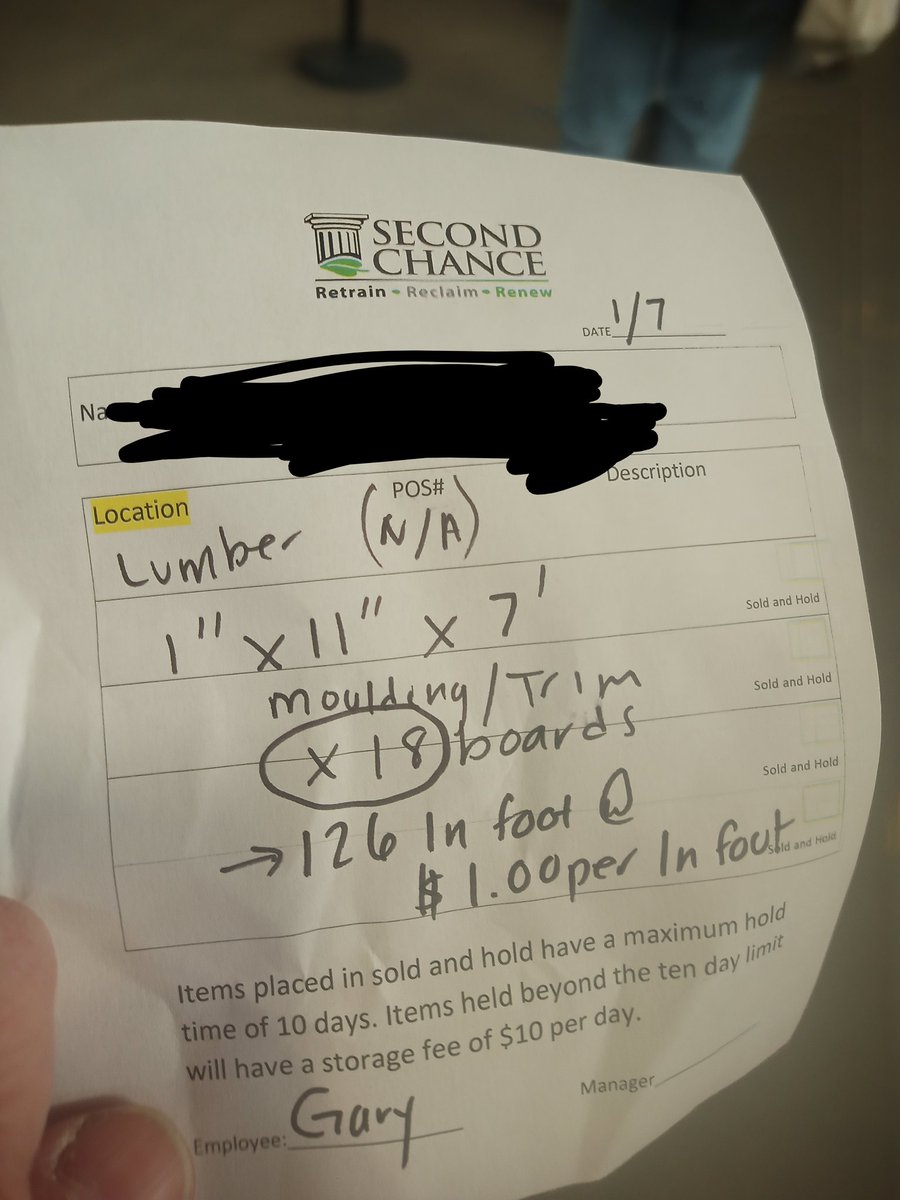 SECOND
CHANCE
Retrain - Reclaim - Renew
DATE 1/7
Na
Location POS# Description
Lumber (N/A)
1" x 11" x 7'
Sold and Hold
moulding/Trim
Sold and Hold
x 18 boards
Sold and Hold
→ 126 ln foot @
$1.00 per ln foot
Sold and Hold
Items placed in sold and hold have a maximum hold
time of 10 days. Items held beyond the ten day limit
will have a storage fee of $10 per day.
Manager
Employee: Gary